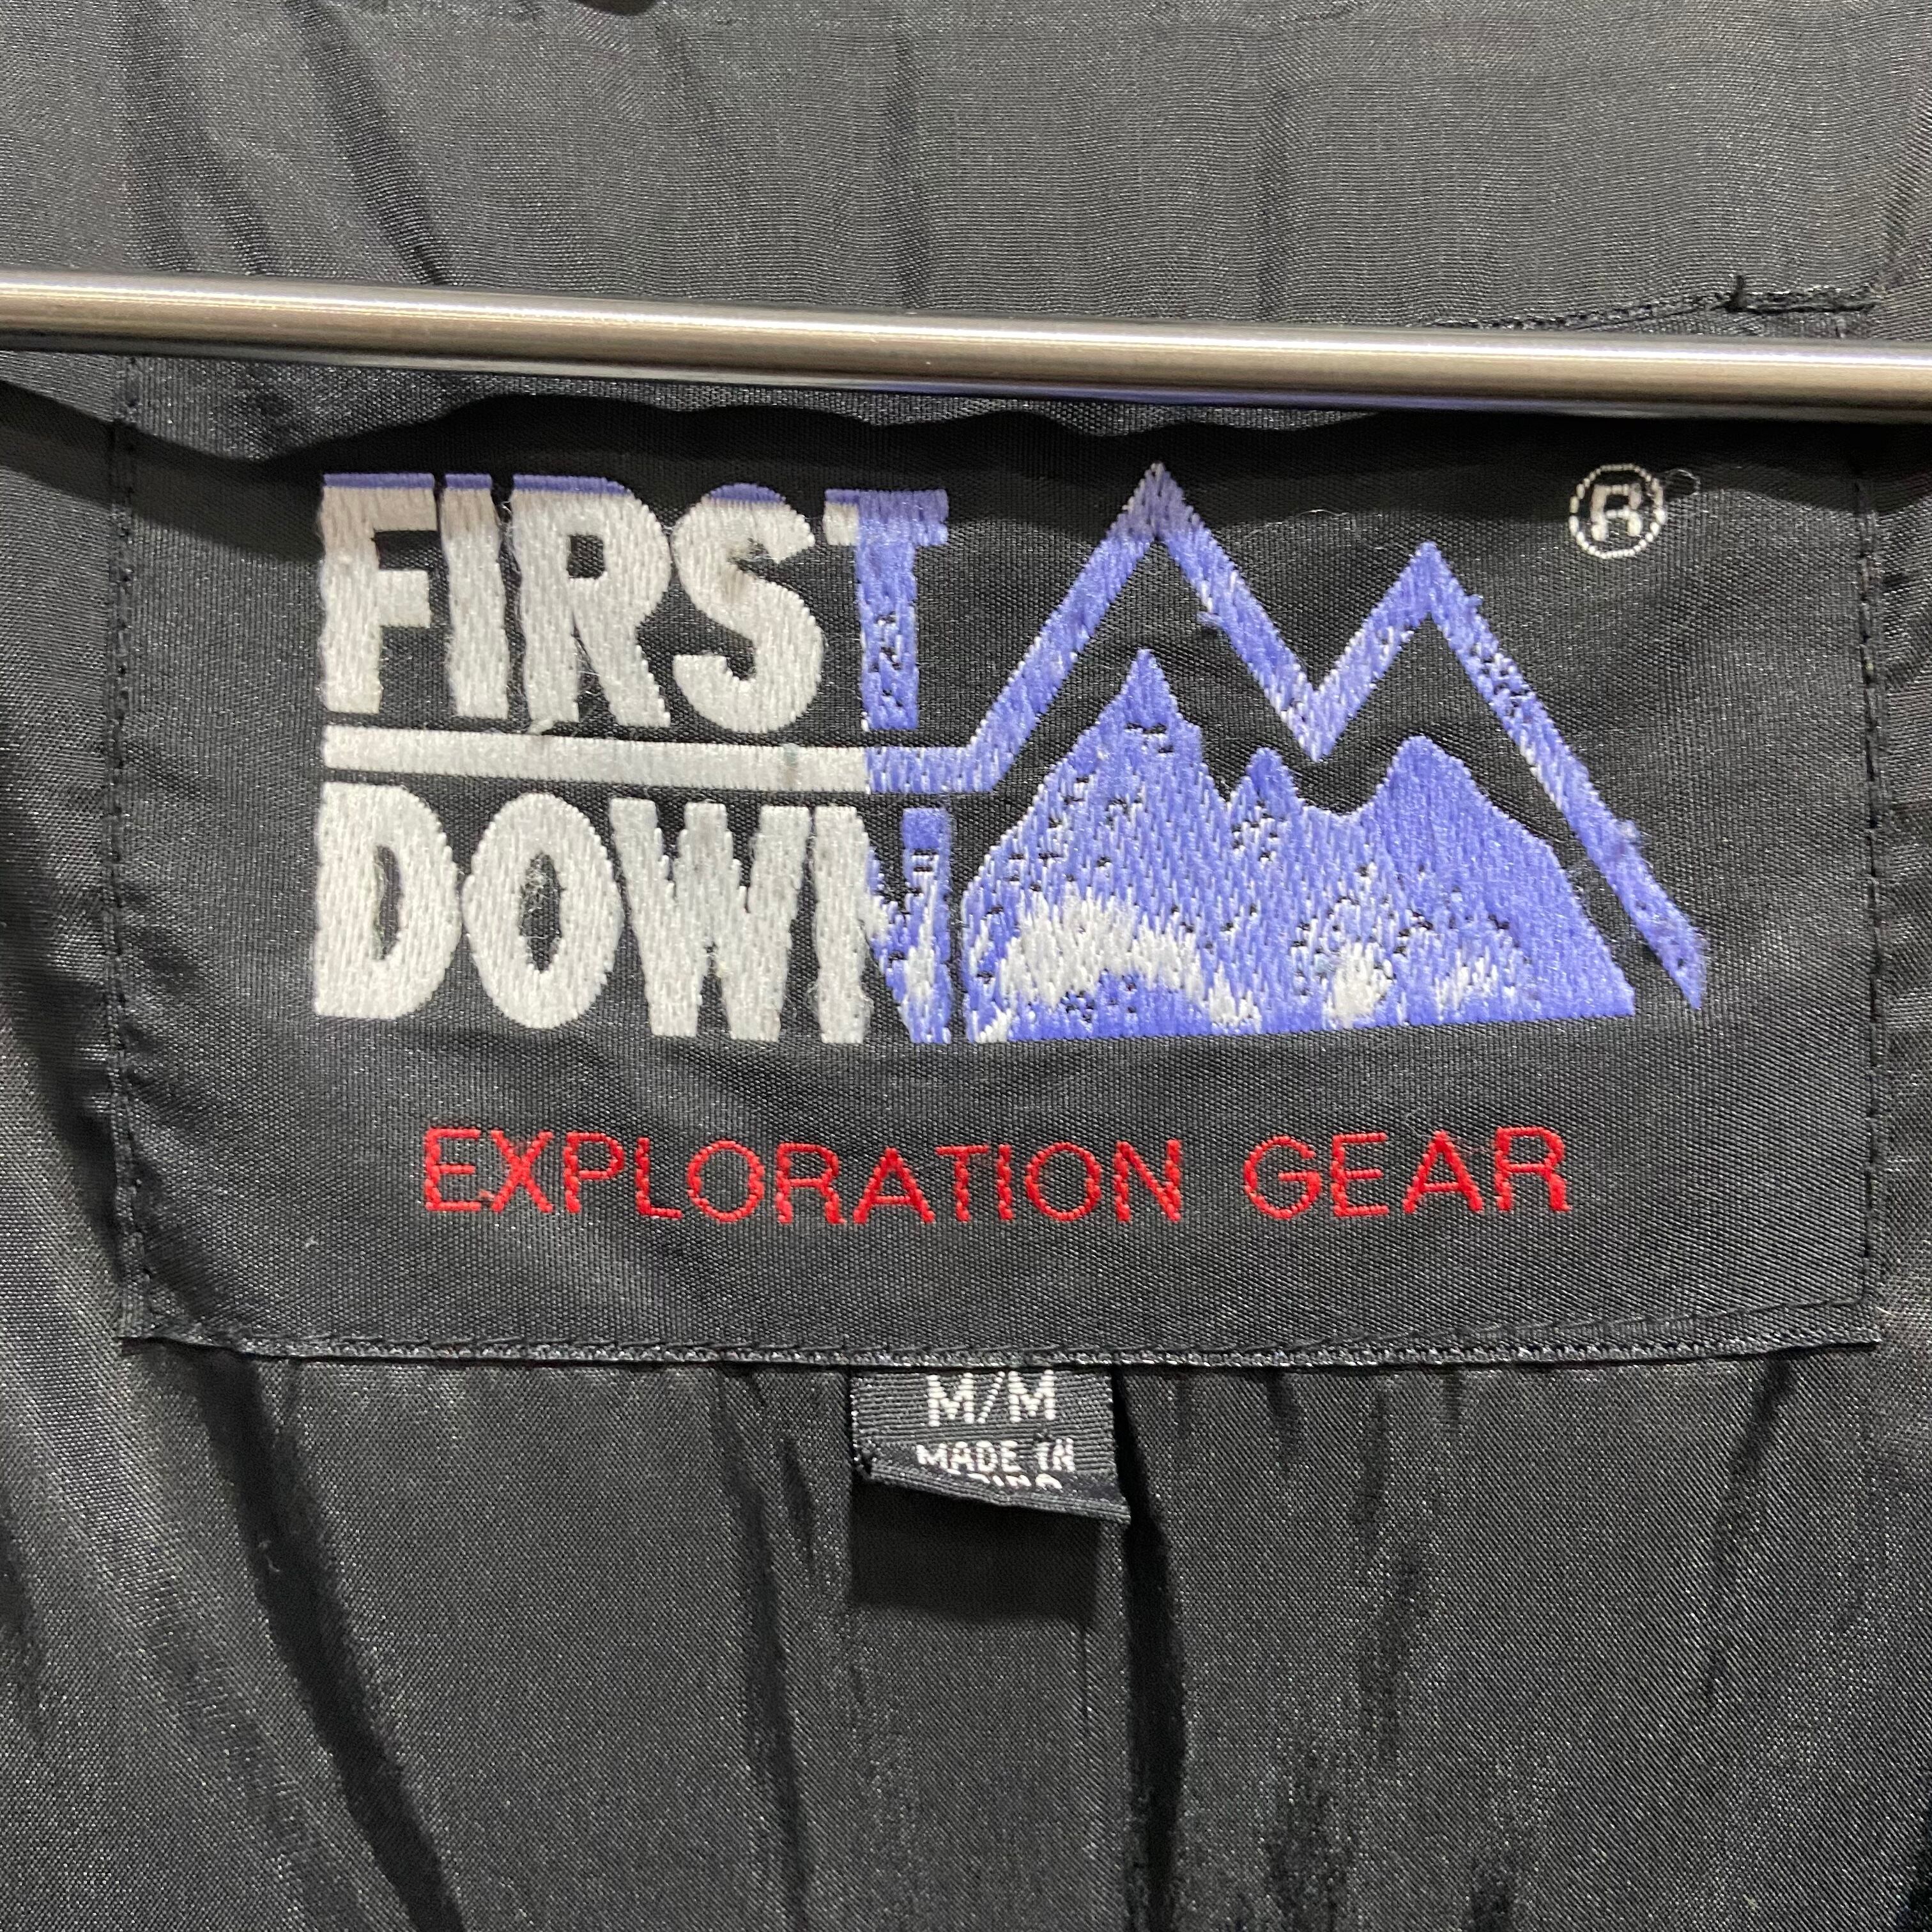 FIRST
®
DOWN
EXPLORATION GEAR
M/M
MADE IN